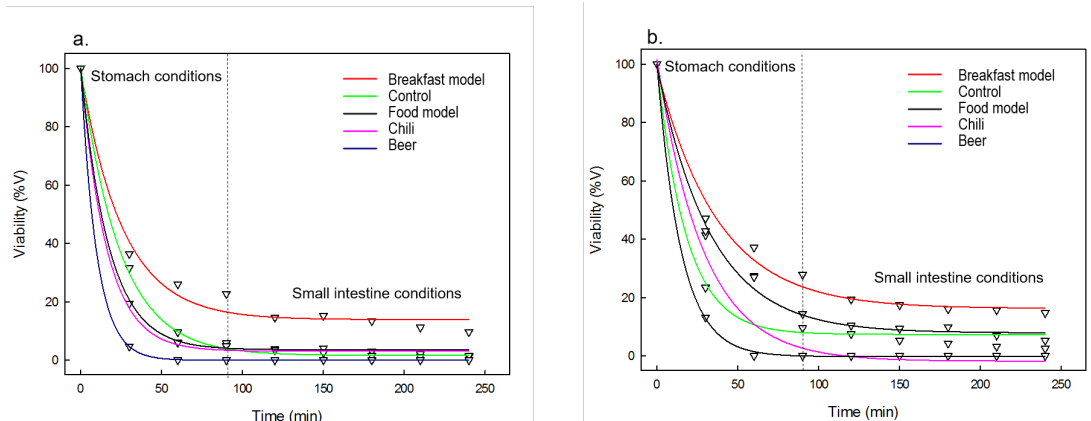 a.
Stomach conditions
Breakfast model
Control
Food model
Chili
Beer
Small intestine conditions
Viability (%V)
100
80
60
40
20
0
0 50 100 150 200 250
Time (min)
b.
Stomach conditions
Breakfast model
Control
Food model
Chili
Beer
Small intestine conditions
Viability (%V)
100
80
60
40
20
0
0 50 100 150 200 250
Time (min)